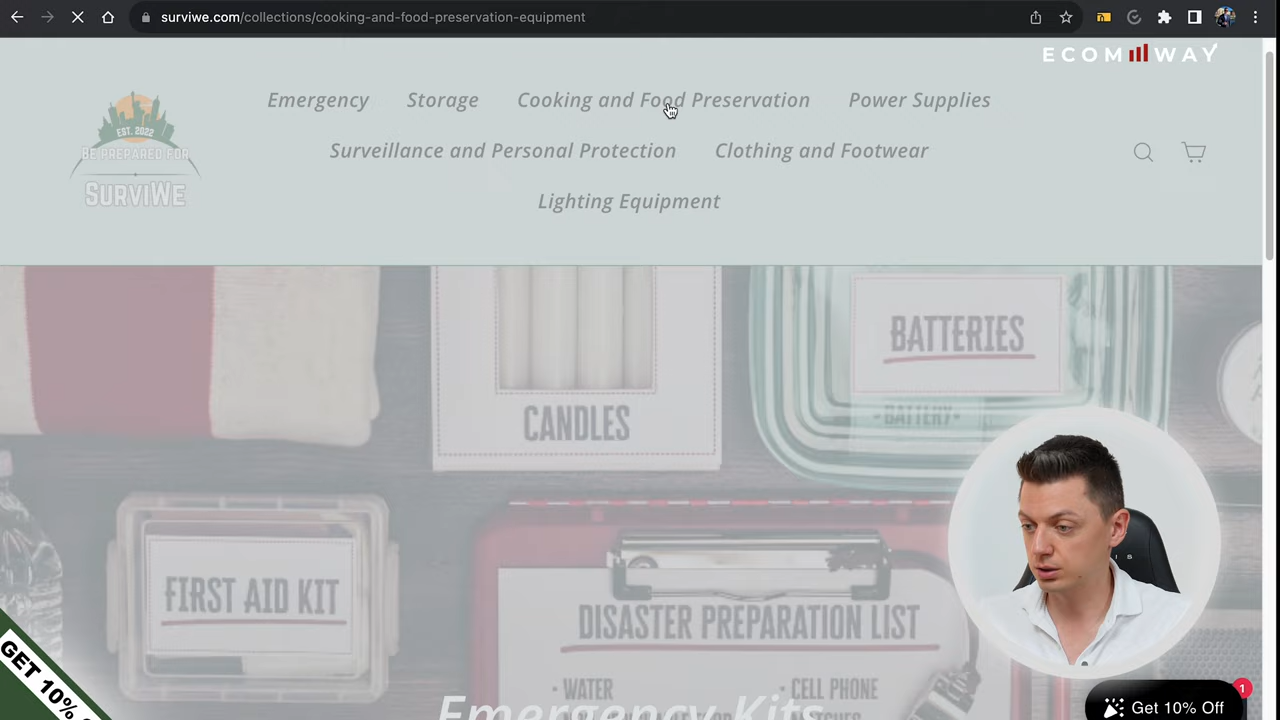 surviwe.com/collections/cooking-and-food-preservation-equipment
ECOM WAY
Emergency Storage Cooking and Food Preservation Power Supplies
EST. 2022
BE PREPARED FOR
SURVIWE
Surveillance and Personal Protection Clothing and Footwear
Lighting Equipment
BATTERIES
• BATTERY •
CANDLES
FIRST AID KIT
DISASTER PREPARATION LIST
• WATER
• CELL PHONE
Emergency Kits
GET 10%
1
Get 10% Off